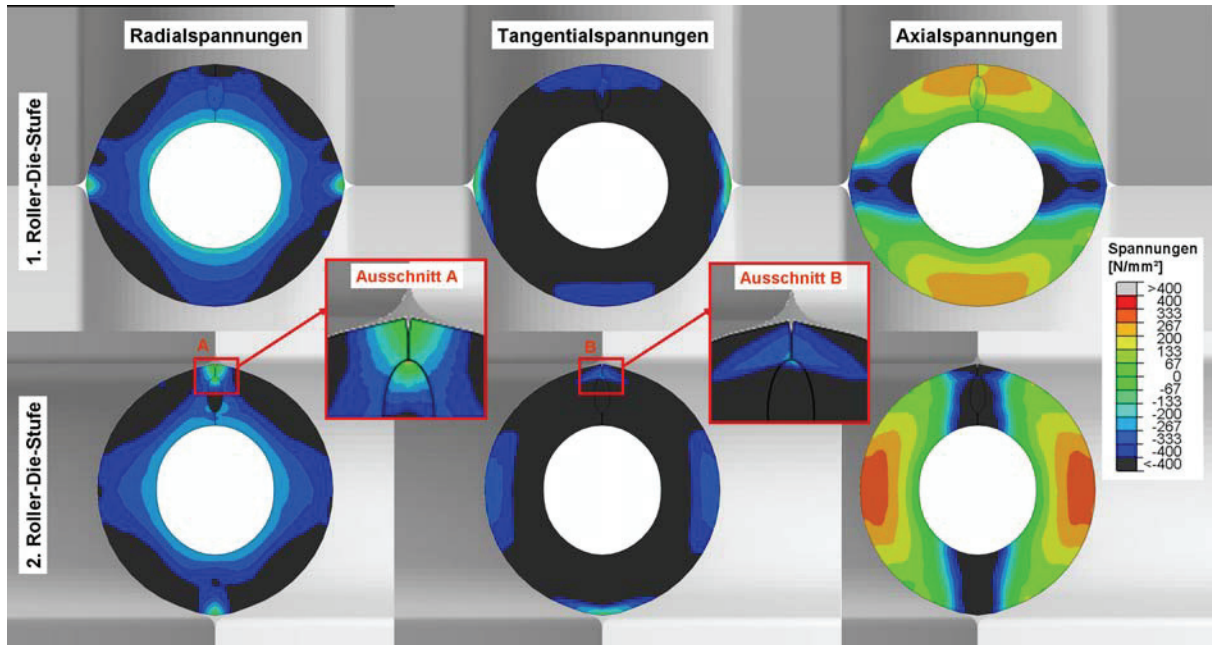 Radialspannungen
Tangentialspannungen
Axialspannungen
1. Roller-Die-Stufe
Ausschnitt A
Ausschnitt B
Spannungen
[N/mm²]
>400
400
333
267
200
133
67
0
-67
-133
-200
-267
-333
-400
<-400
2. Roller-Die-Stufe
A
B